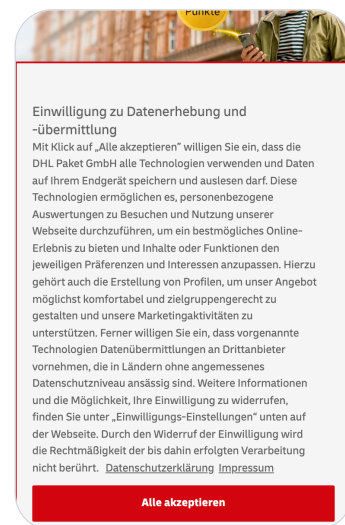 Punkte
Einwilligung zu Datenerhebung und
-übermittlung
Mit Klick auf „Alle akzeptieren” willigen Sie ein, dass die
DHL Paket GmbH alle Technologien verwenden und Daten
auf Ihrem Endgerät speichern und auslesen darf. Diese
Technologien ermöglichen es, personenbezogene
Auswertungen zu Besuchen und Nutzung unserer
Webseite durchzuführen, um ein bestmögliches Online-
Erlebnis zu bieten und Inhalte oder Funktionen den
jeweiligen Präferenzen und Interessen anzupassen. Hierzu
gehört auch die Erstellung von Profilen, um unser Angebot
möglichst komfortabel und zielgruppengerecht zu
gestalten und unsere Marketingaktivitäten zu
unterstützen. Ferner willigen Sie ein, dass vorgenannte
Technologien Datenübermittlungen an Drittanbieter
vornehmen, die in Ländern ohne angemessenes
Datenschutzniveau ansässig sind. Weitere Informationen
und die Möglichkeit, Ihre Einwilligung zu widerrufen,
finden Sie unter „Einwilligungs-Einstellungen” unten auf
der Webseite. Durch den Widerruf der Einwilligung wird
die Rechtmäßigkeit der bis dahin erfolgten Verarbeitung
nicht berührt. Datenschutzerklärung Impressum
Alle akzeptieren